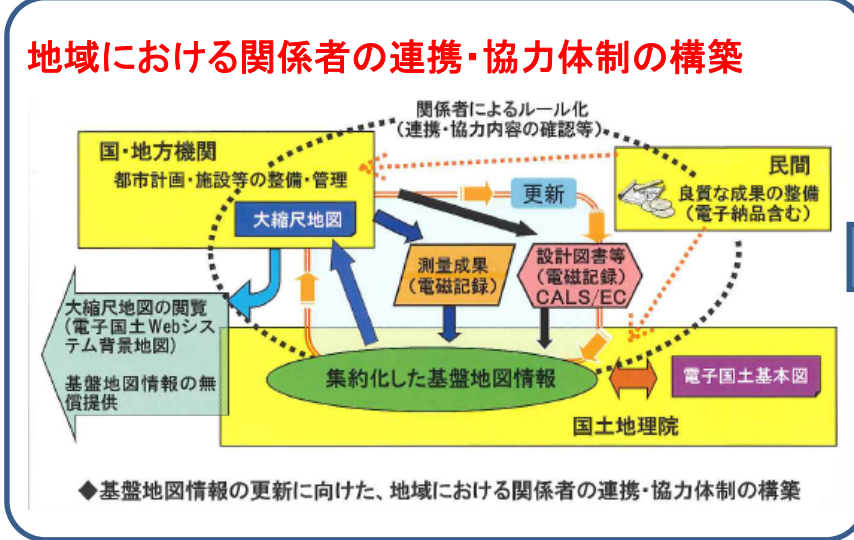 地域における関係者の連携・協力体制の構築
関係者によるルール化
(連携・協力内容の確認等)
国・地方機関
都市計画・施設等の整備・管理
大縮尺地図
更新
民間
良質な成果の整備
(電子納品含む)
測量成果
(電磁記録)
設計図書等
(電磁記録)
CALS/EC
大縮尺地図の閲覧
(電子国土Webシス
テム背景地図)
基盤地図情報の無
償提供
集約化した基盤地図情報
電子国土基本図
国土地理院
◆基盤地図情報の更新に向けた、地域における関係者の連携・協力体制の構築